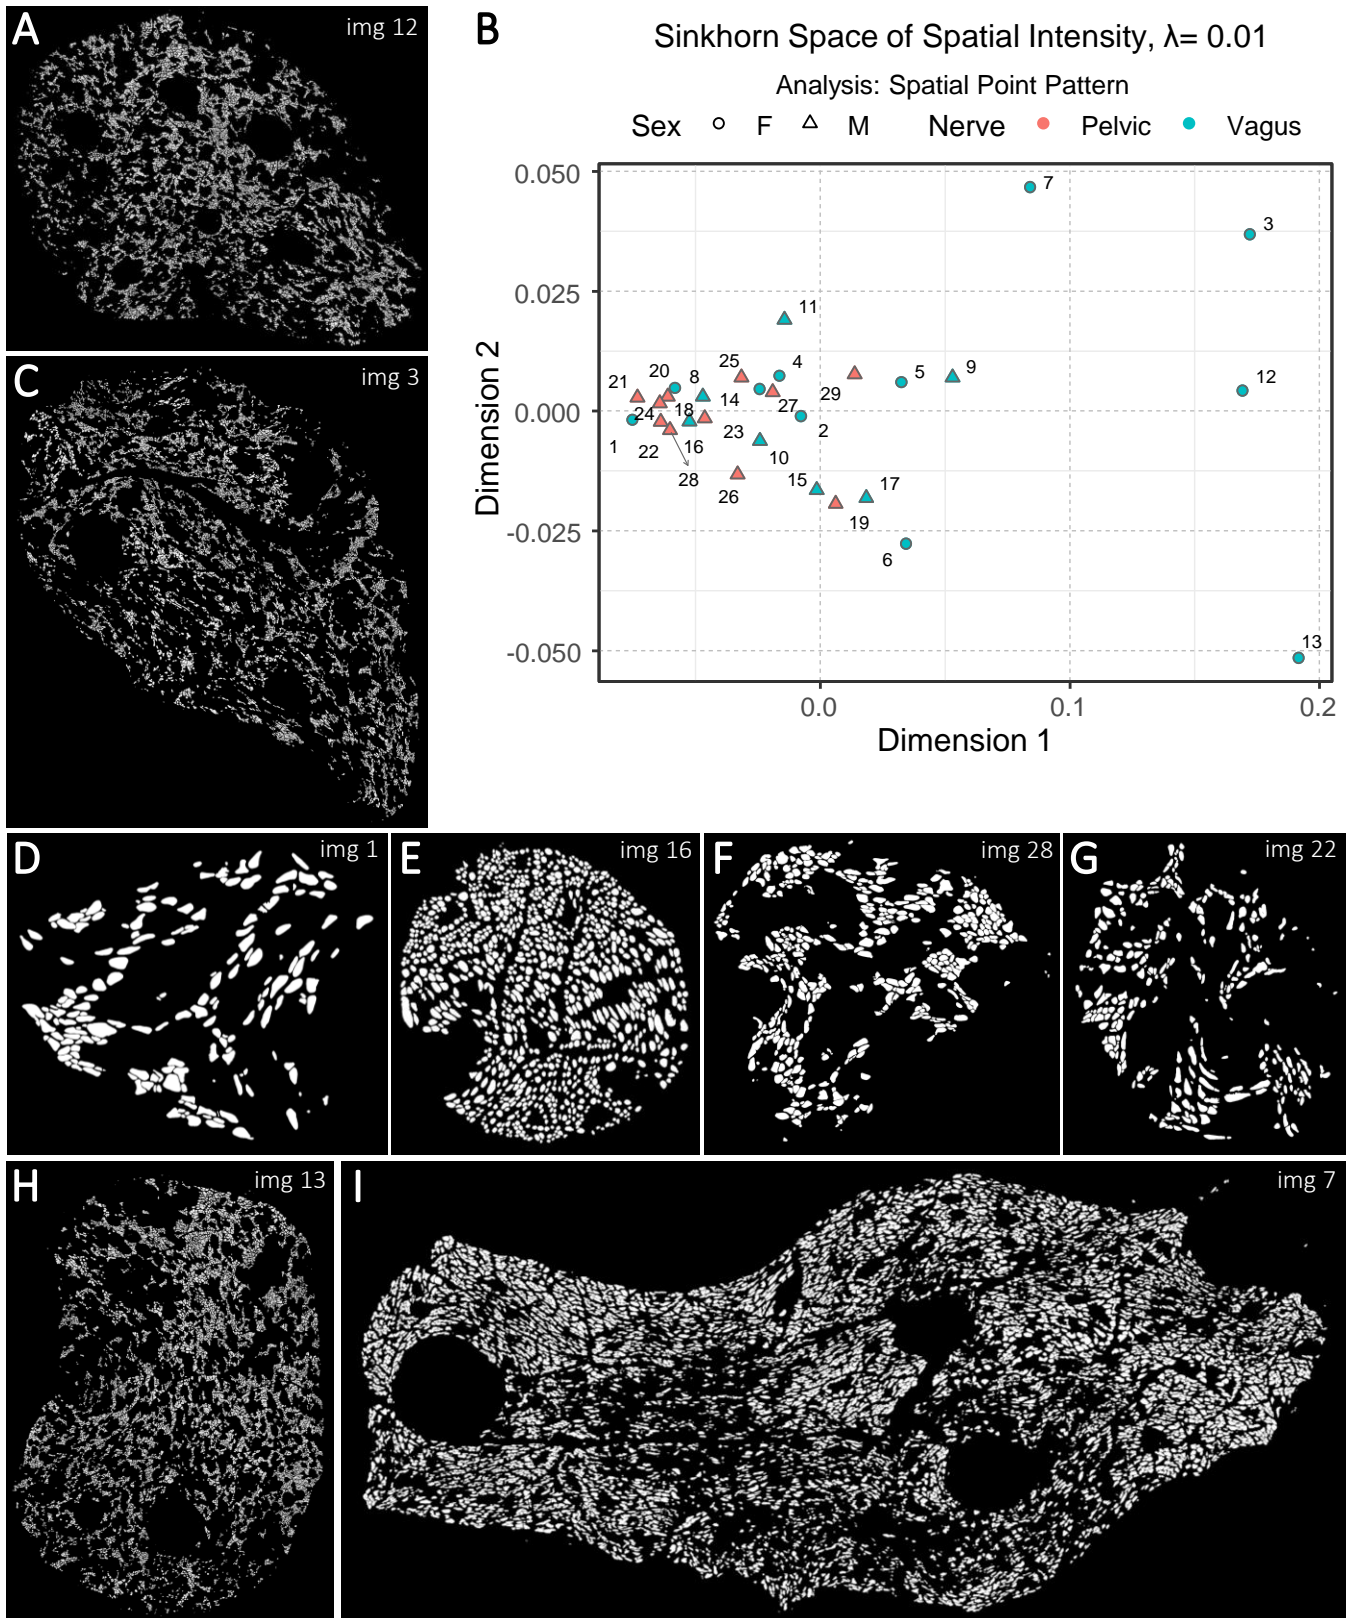 A
img 12
B
Sinkhorn Space of Spatial Intensity, λ= 0.01
Analysis: Spatial Point Pattern
Sex F M Nerve Pelvic Vagus
0.050
0.025
0.000
-0.025
-0.050
Dimension 2
7
3
11
25
4
5
9
12
20
8
21
14
29
24
18
27
2
1
22
16
23
10
28
26
15
17
19
6
13
0.0
0.1
0.2
Dimension 1
C
img 3
D
img 1
E
img 16
F
img 28
G
img 22
H
img 13
I
img 7